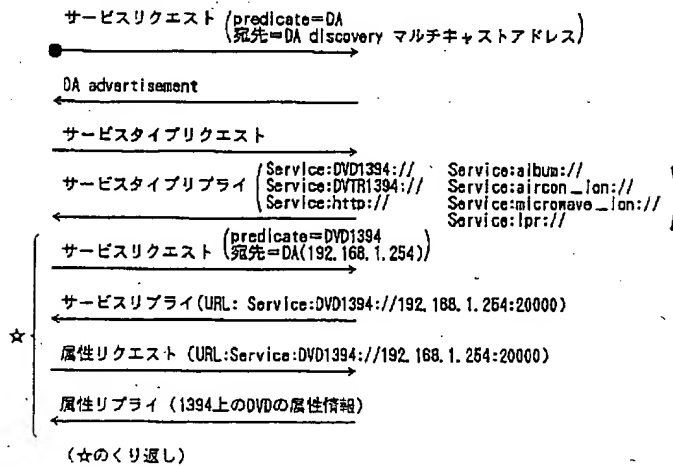 サービスリクエスト (predicate=DA
宛先=DA discovery マルチキャストアドレス)
DA advertisement
サービスタイプリクエスト
サービスタイプリプライ (Service:DVD1394:// Service:album://
Service:DVTR1394:// Service:aircon_lon://
Service:http:// Service:microwave_lon://
Service:lpr://)
サービスリクエスト (predicate=DVD1394
宛先=DA(192.168.1.254))
サービスリプライ(URL: Service:DVD1394://192.168.1.254:20000)
☆
属性リクエスト (URL:Service:DVD1394://192.168.1.254:20000)
属性リプライ (1394上のDVDの属性情報)
(☆のくり返し)